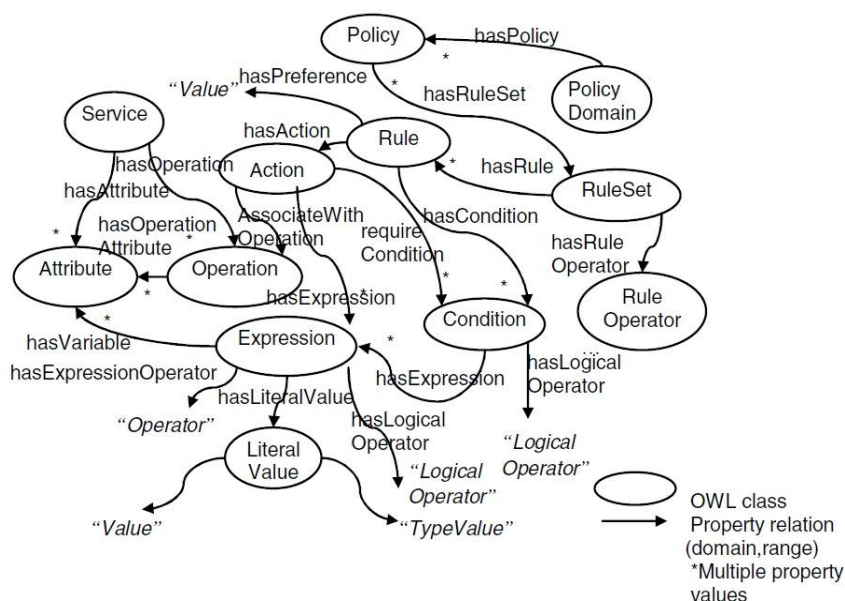 Policy
hasPolicy
*
Policy
Domain
*
hasRuleSet
hasPreference
“Value”
Service
hasAction
Rule
hasOperation
Action
*
hasRule
RuleSet
hasAttribute
AssociateWith
Operation
require
Condition
hasCondition
hasOperation
Attribute
*
*
hasRule
Operator
Attribute
*
Operation
*
*
*
hasExpression
Rule
Operator
*
Expression
*
Condition
hasVariable
hasExpressionOperator
hasExpression
hasLogical
Operator
hasLiteralValue
“Operator”
hasLogical
Operator
Literal
Value
“Logical
Operator”
“Logical
Operator”
“Value”
“TypeValue”
OWL class
Property relation
(domain,range)
*Multiple property
values